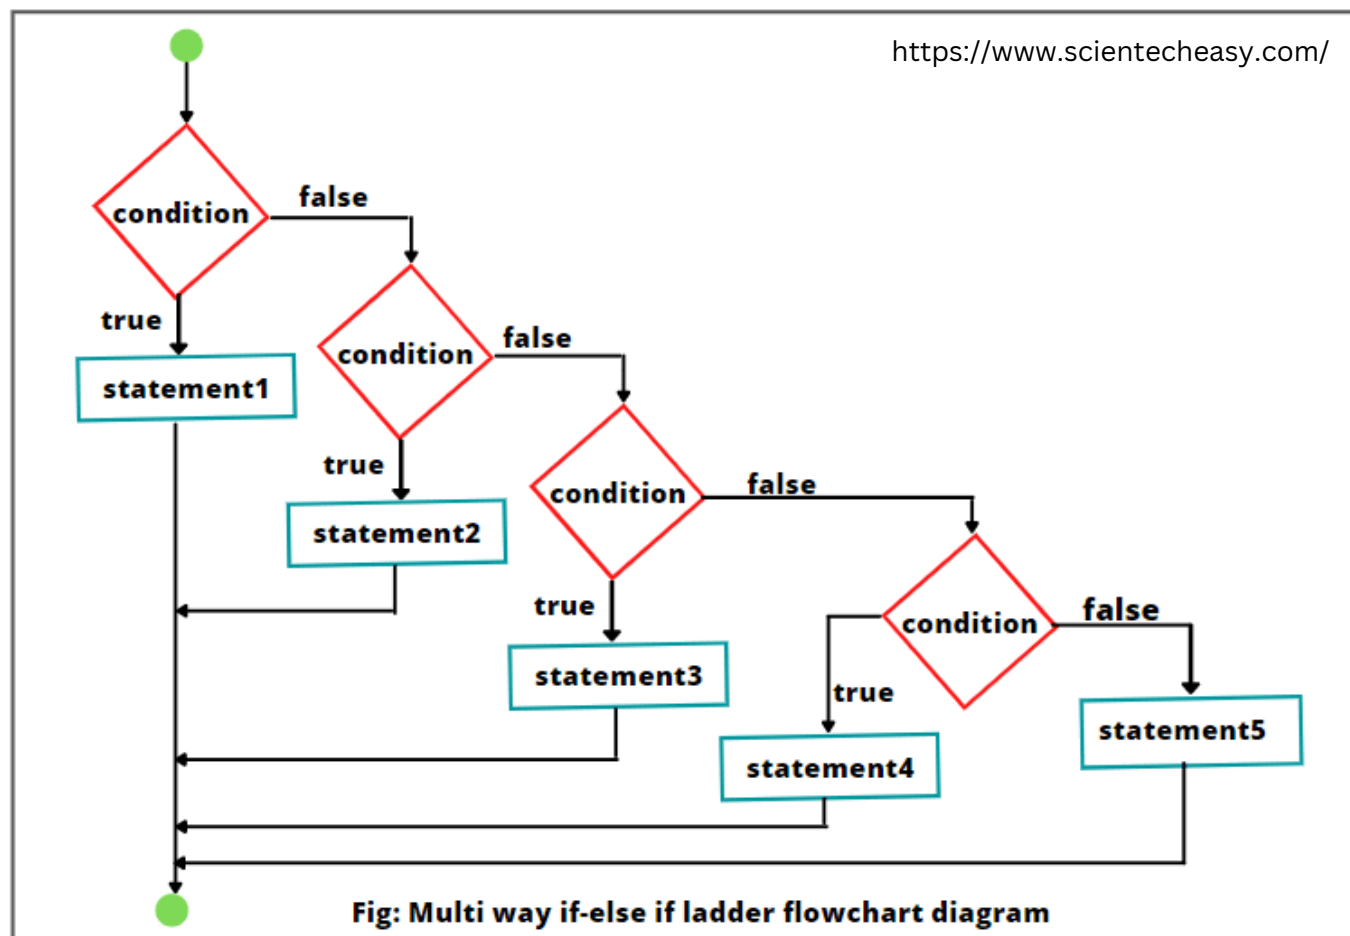 https://www.scientecheasy.com/
condition
false
true
statement1
condition
false
true
statement2
condition
false
true
statement3
condition
false
true
statement4
statement5
Fig: Multi way if-else if ladder flowchart diagram